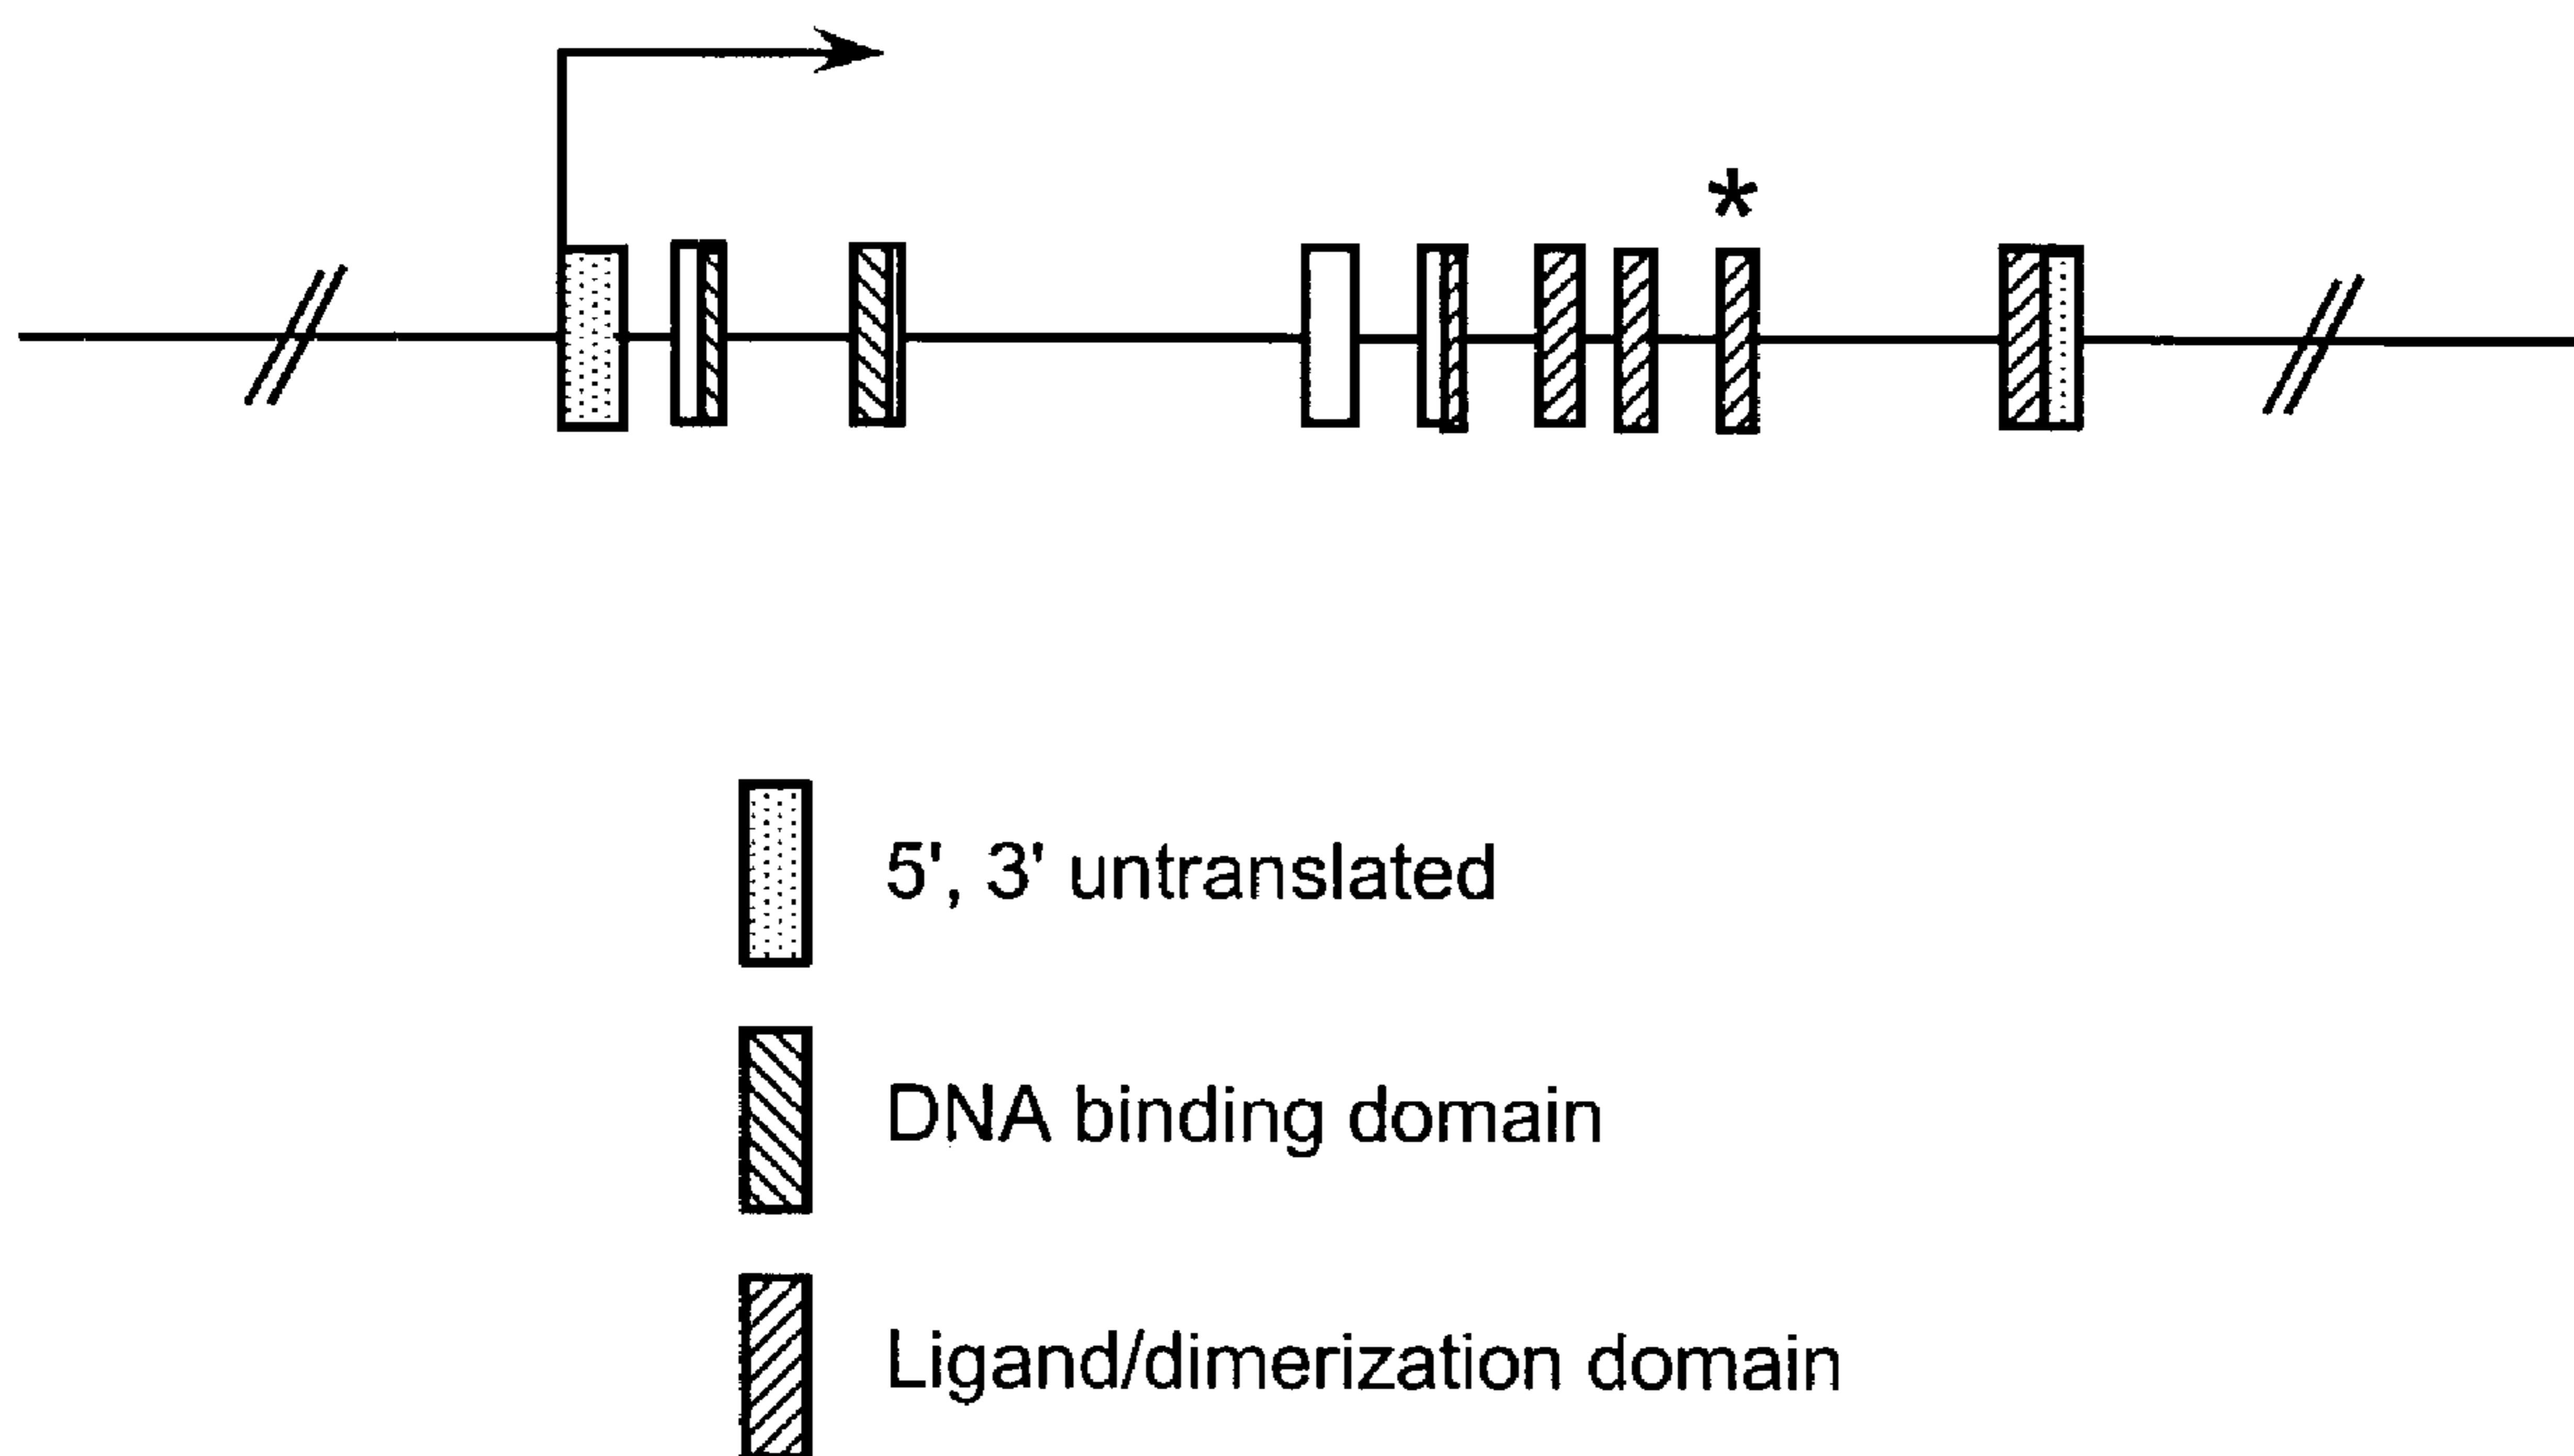 *
5', 3' untranslated
DNA binding domain
Ligand/dimerization domain